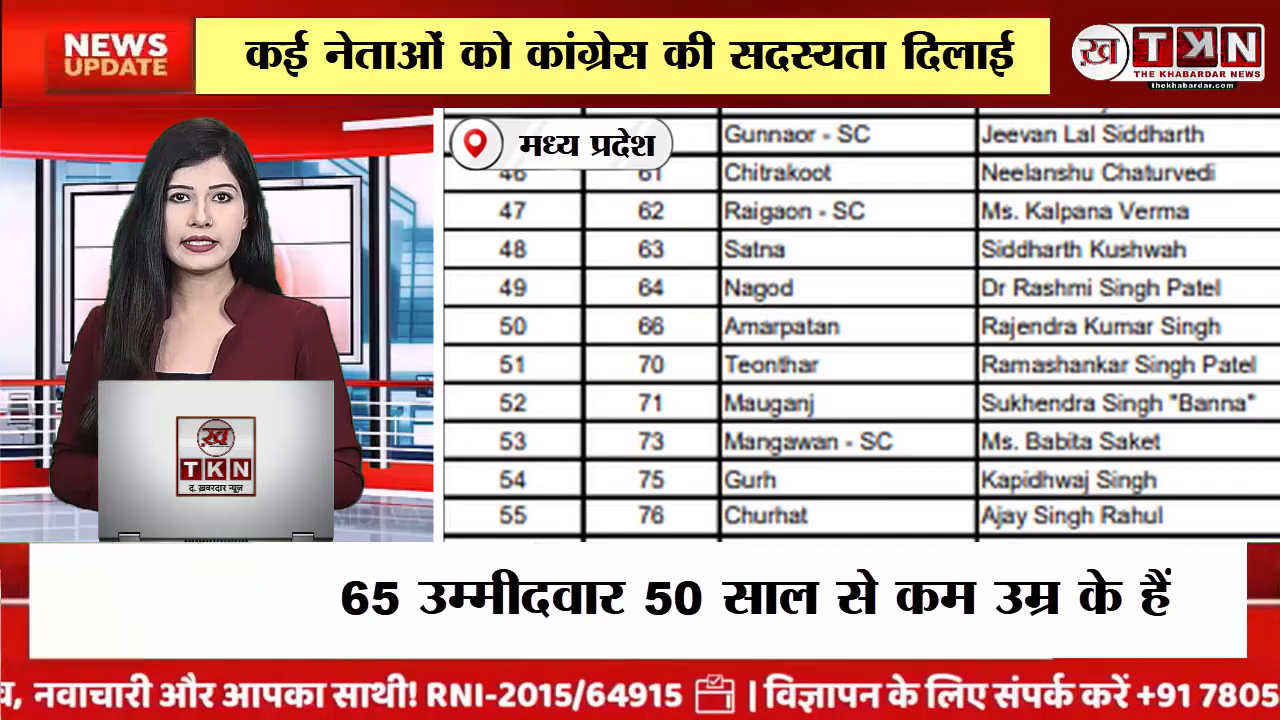 NEWS
UPDATE
कई नेताओं को कांग्रेस की सदस्यता दिलाई
ख़ TKN
THE KHABARDAR NEWS
thekhabardar.com
मध्य प्रदेश
Gunnaor - SC Jeevan Lal Siddharth
46 61 Chitrakoot Neelanshu Chaturvedi
47 62 Raigaon - SC Ms. Kalpana Verma
48 63 Satna Siddharth Kushwah
49 64 Nagod Dr Rashmi Singh Patel
50 66 Amarpatan Rajendra Kumar Singh
51 70 Teonthar Ramashankar Singh Patel
52 71 Mauganj Sukhendra Singh "Banna"
53 73 Mangawan - SC Ms. Babita Saket
54 75 Gurh Kapidhwaj Singh
55 76 Churhat Ajay Singh Rahul
ख़
TKN
द. ख़बरदार न्यूज़
65 उम्मीदवार 50 साल से कम उम्र के हैं
नवाचारी और आपका साथी! RNI-2015/64915 | विज्ञापन के लिए संपर्क करें +91 7805